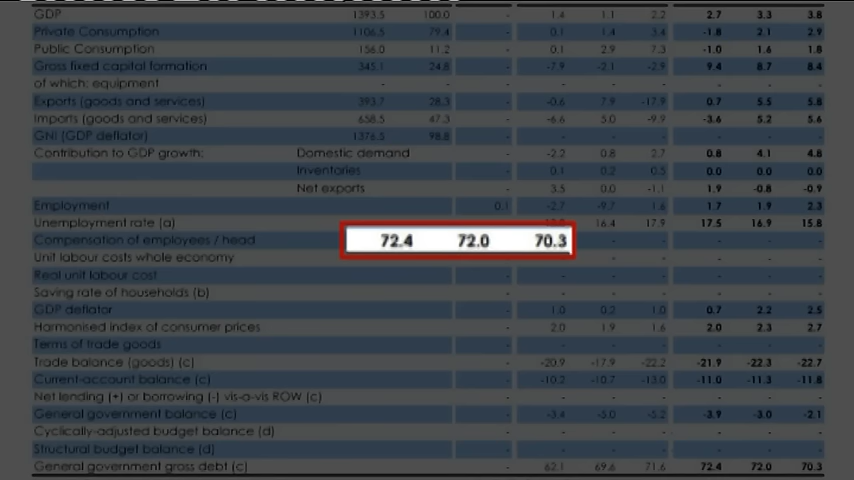 GDP 1393.5 100.0 - 1.4 1.1 2.2 2.7 3.3 3.8
Private Consumption 1106.5 79.4 - 0.1 1.4 3.4 -1.8 2.1 2.9
Public Consumption 156.0 11.2 - 0.1 2.9 7.3 -1.0 1.6 1.8
Gross fixed capital formation 345.1 24.8 - -7.9 -2.1 -2.9 9.4 8.7 8.4
of which: equipment - - - - - - - - -
Exports (goods and services) 393.7 28.3 - -0.6 7.9 -17.9 0.7 5.5 5.8
Imports (goods and services) 658.5 47.3 - -6.6 5.0 -9.9 -3.6 5.2 5.6
GNI (GDP deflator) 1376.5 98.8 - - - - - - -
Contribution to GDP growth: Domestic demand - -2.2 0.8 2.7 0.8 4.1 4.8
Inventories - 0.1 0.2 0.5 0.0 0.0 0.0
Net exports - 3.5 0.0 -1.1 1.9 -0.8 -0.9
Employment 0.1 -2.7 -9.7 1.6 1.7 1.9 2.3
Unemployment rate (a) 16.4 17.9 17.5 16.9 15.8
Compensation of employees / head 72.4 72.0 70.3 - - - - -
Unit labour costs whole economy - - - - - -
Real unit labour cost - - - - - - -
Saving rate of households (b) - - - - - - -
GDP deflator - 1.0 0.2 1.0 0.7 2.2 2.5
Harmonised index of consumer prices - 2.0 1.9 1.6 2.0 2.3 2.7
Terms of trade goods - - - - - - -
Trade balance (goods) (c) - -20.9 -17.9 -22.2 -21.9 -22.3 -22.7
Current-account balance (c) - -10.2 -10.7 -13.0 -11.0 -11.3 -11.8
Net lending (+) or borrowing (-) vis-a-vis ROW (c) - - - - - - -
General government balance (c) - -3.4 -5.0 -5.2 -3.9 -3.0 -2.1
Cyclically-adjusted budget balance (d) - - - - - - -
Structural budget balance (d) - - - - - - -
General government gross debt (c) - 62.1 69.6 71.6 72.4 72.0 70.3